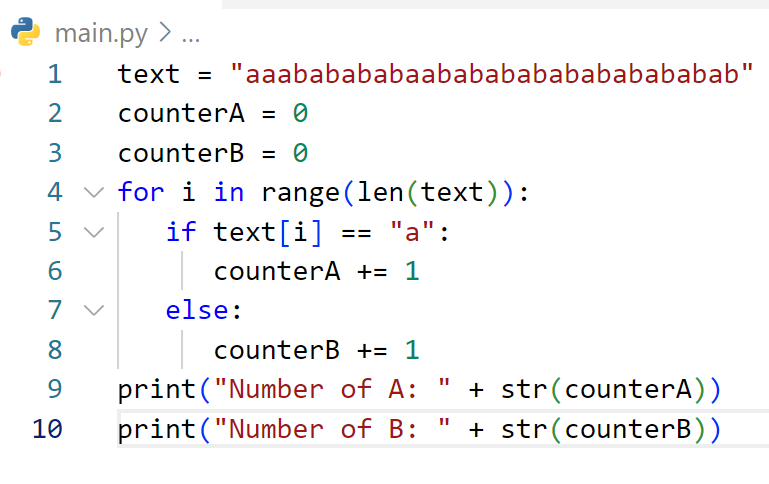 main.py > ...
1 text = "aaababababaabababababababababab"
2 counterA = 0
3 counterB = 0
4 for i in range(len(text)):
5 if text[i] == "a":
6 counterA += 1
7 else:
8 counterB += 1
9 print("Number of A: " + str(counterA))
10 print("Number of B: " + str(counterB))